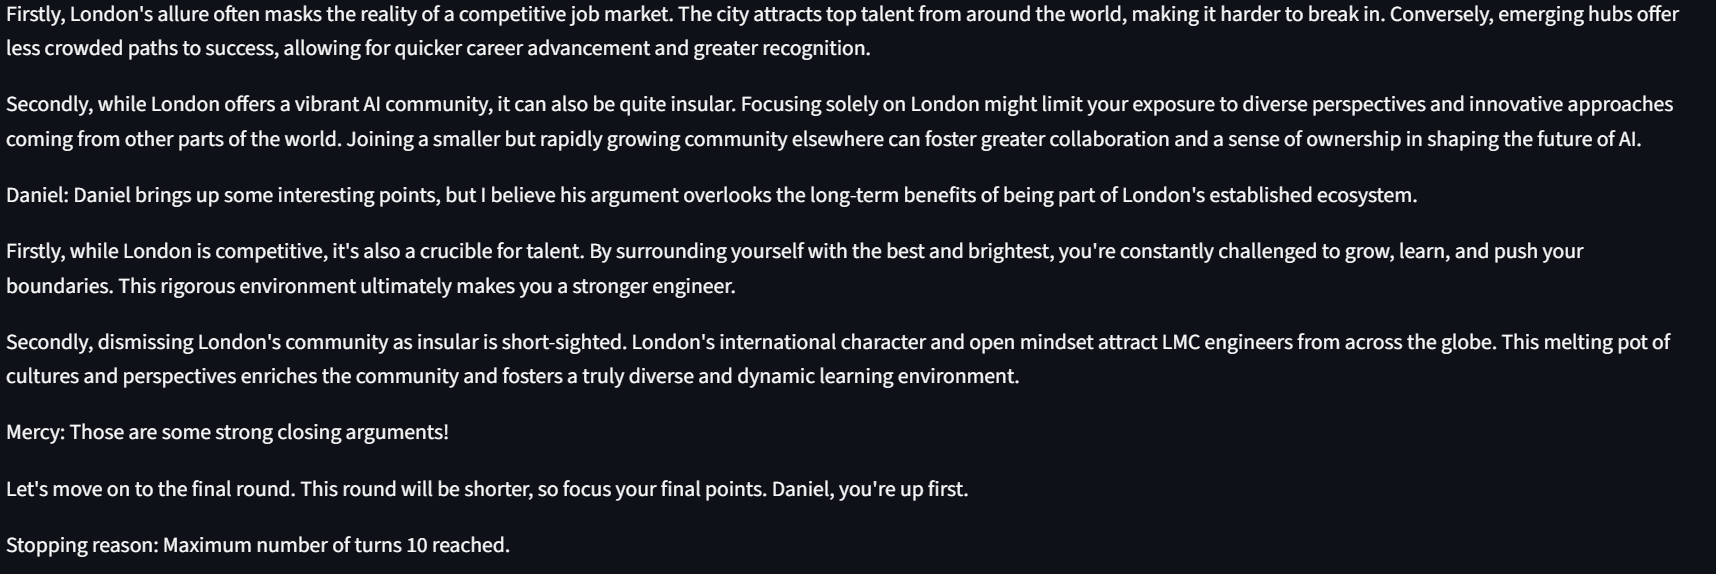 Firstly, London's allure often masks the reality of a competitive job market. The city attracts top talent from around the world, making it harder to break in. Conversely, emerging hubs offer
less crowded paths to success, allowing for quicker career advancement and greater recognition.
Secondly, while London offers a vibrant AI community, it can also be quite insular. Focusing solely on London might limit your exposure to diverse perspectives and innovative approaches
coming from other parts of the world. Joining a smaller but rapidly growing community elsewhere can foster greater collaboration and a sense of ownership in shaping the future of AI.
Daniel: Daniel brings up some interesting points, but I believe his argument overlooks the long-term benefits of being part of London's established ecosystem.
Firstly, while London is competitive, it's also a crucible for talent. By surrounding yourself with the best and brightest, you're constantly challenged to grow, learn, and push your
boundaries. This rigorous environment ultimately makes you a stronger engineer.
Secondly, dismissing London's community as insular is short-sighted. London's international character and open mindset attract LMC engineers from across the globe. This melting pot of
cultures and perspectives enriches the community and fosters a truly diverse and dynamic learning environment.
Mercy: Those are some strong closing arguments!
Let's move on to the final round. This round will be shorter, so focus your final points. Daniel, you're up first.
Stopping reason: Maximum number of turns 10 reached.